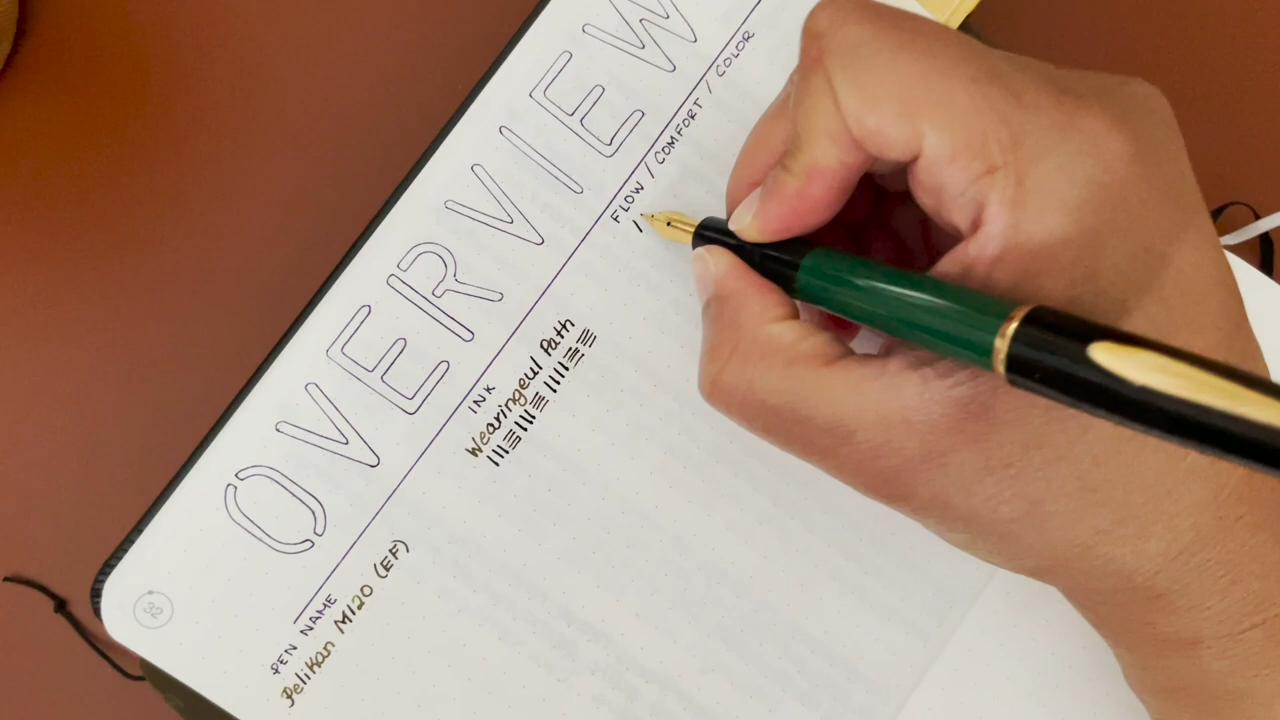 OVERVIEW
PEN NAME
INK
FLOW / COMFORT / COLOR
Pelikan M120 (EF)
Wearingeul Path
32